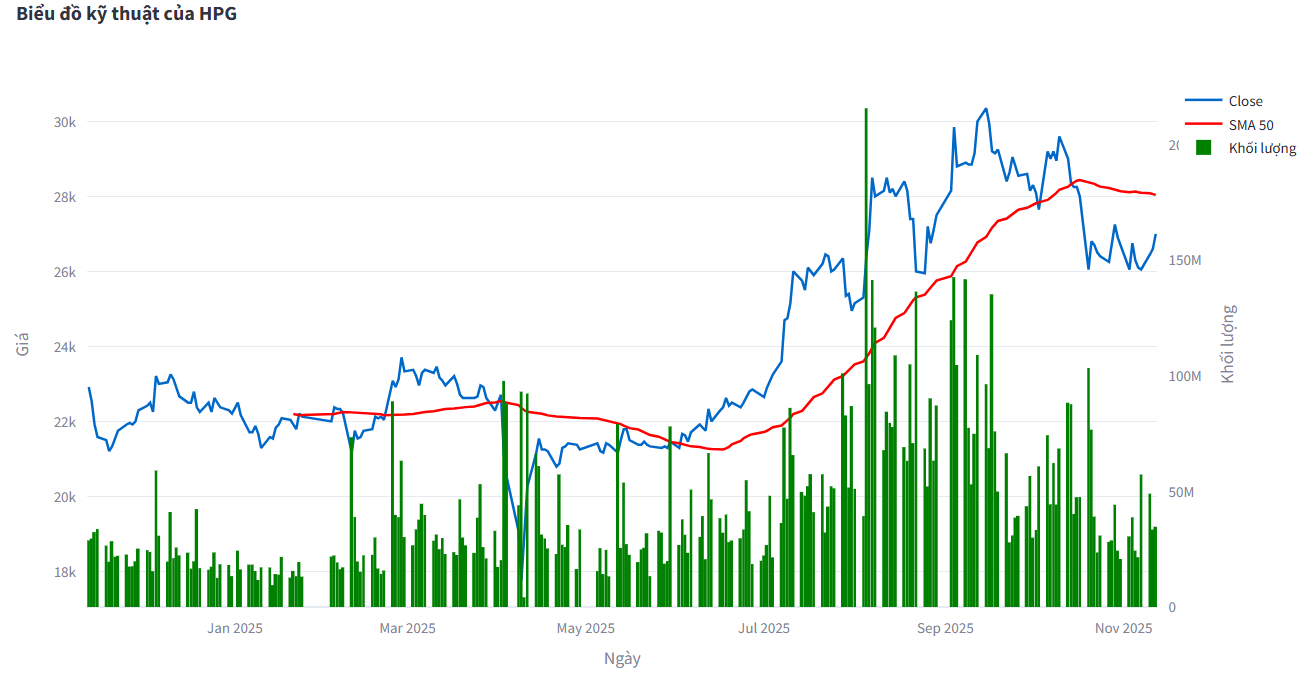 Biểu đồ kỹ thuật của HPG
Close
SMA 50
Khối lượng
30k
28k
26k
24k
22k
20k
18k
Giá
150M
100M
50M
0
Khối lượng
Jan 2025
Mar 2025
May 2025
Jul 2025
Sep 2025
Nov 2025
Ngày